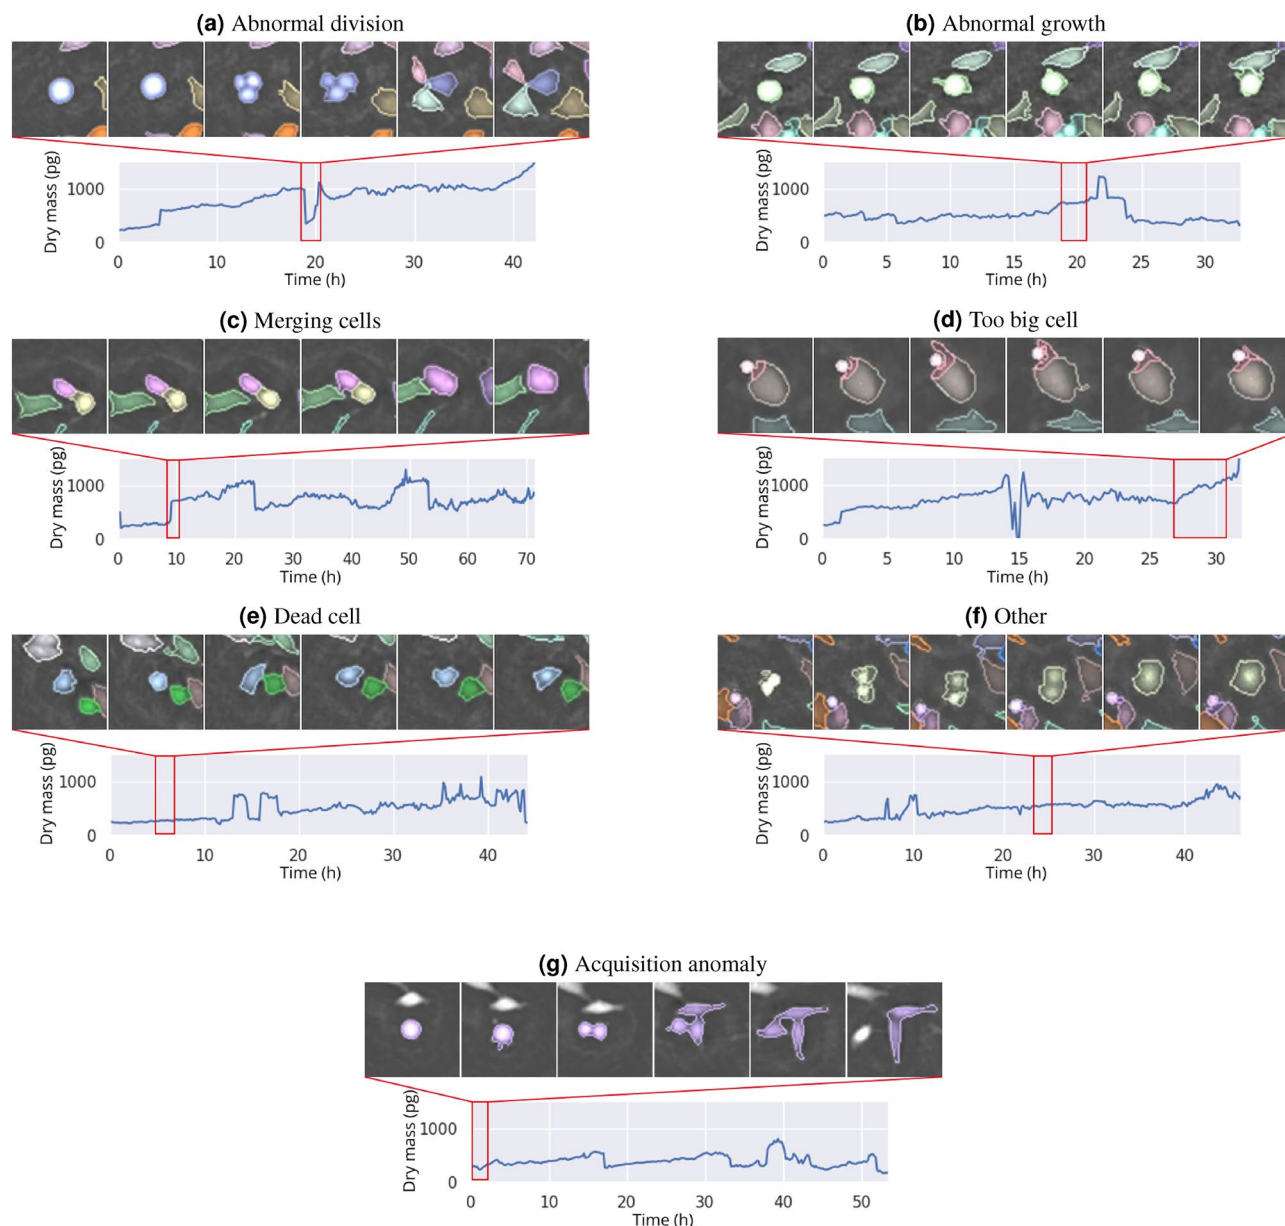 (a) Abnormal division
Dry mass (pg)
1000
0
0 10 20 30 40
Time (h)
(b) Abnormal growth
Dry mass (pg)
1000
0
0 5 10 15 20 25 30
Time (h)
(c) Merging cells
Dry mass (pg)
1000
0
0 10 20 30 40 50 60 70
Time (h)
(d) Too big cell
Dry mass (pg)
1000
0
0 5 10 15 20 25 30
Time (h)
(e) Dead cell
Dry mass (pg)
1000
0
0 10 20 30 40
Time (h)
(f) Other
Dry mass (pg)
1000
0
0 10 20 30 40
Time (h)
(g) Acquisition anomaly
Dry mass (pg)
1000
0
0 10 20 30 40 50
Time (h)